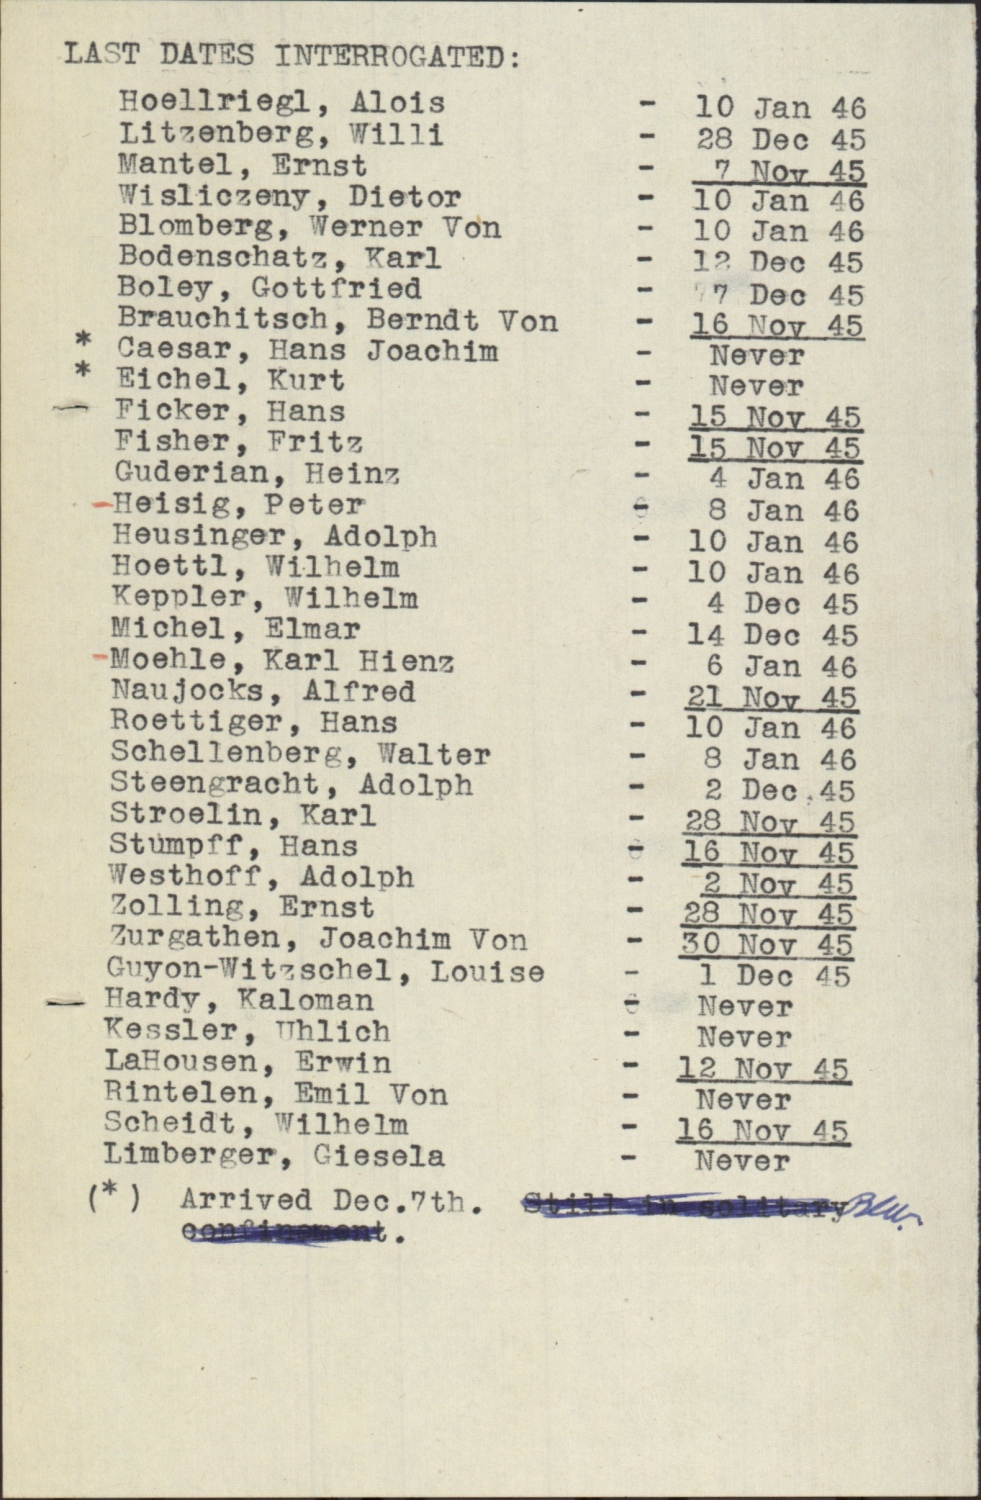 LAST DATES INTERROGATED:
Hoellriegl, Alois - 10 Jan 46
Litzenberg, Willi - 28 Dec 45
Mantel, Ernst - 7 Nov 45
Wisliczeny, Dietor - 10 Jan 46
Blomberg, Werner Von - 10 Jan 46
Bodenschatz, Karl - 12 Dec 45
Boley, Gottfried - 7 Dec 45
Brauchitsch, Berndt Von - 16 Nov 45
* Caesar, Hans Joachim - Never
* Eichel, Kurt - Never
— Ficker, Hans - 15 Nov 45
Fisher, Fritz - 15 Nov 45
Guderian, Heinz - 4 Jan 46
-Heisig, Peter - 8 Jan 46
Heusinger, Adolph - 10 Jan 46
Hoettl, Wilhelm - 10 Jan 46
Keppler, Wilhelm - 4 Dec 45
Michel, Elmar - 14 Dec 45
-Moehle, Karl Hienz - 6 Jan 46
Naujocks, Alfred - 21 Nov 45
Roettiger, Hans - 10 Jan 46
Schellenberg, Walter - 8 Jan 46
Steengracht, Adolph - 2 Dec.45
Stroelin, Karl - 28 Nov 45
Stumpff, Hans - 16 Nov 45
Westhoff, Adolph - 2 Nov 45
Zolling, Ernst - 28 Nov 45
Zurgathen, Joachim Von - 30 Nov 45
Guyon-Witzschel, Louise - 1 Dec 45
— Hardy, Kaloman - Never
Kessler, Uhlich - Never
LaHousen, Erwin - 12 Nov 45
Rintelen, Emil Von - Never
Scheidt, Wilhelm - 16 Nov 45
Limberger, Giesela - Never
(*) Arrived Dec.7th. Still in solitary
confinement.